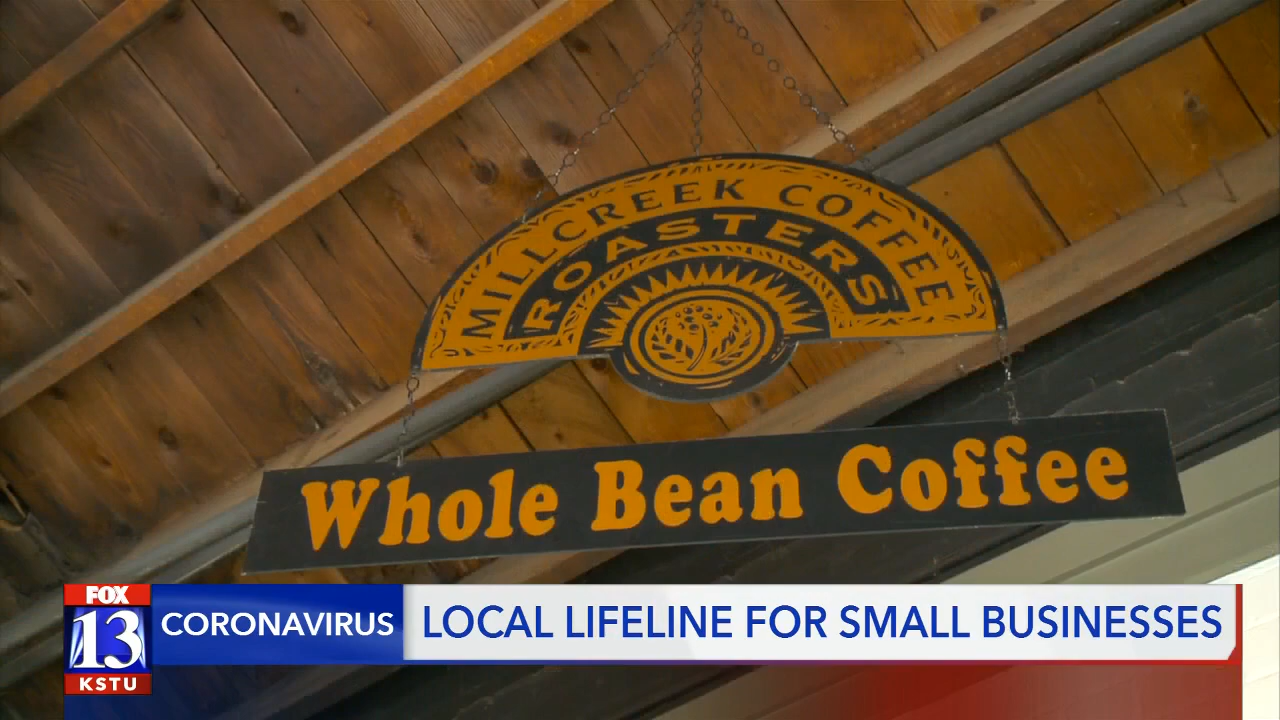 MILLCREEK COFFEE
ROASTERS
Whole Bean Coffee
FOX
13
KSTU
CORONAVIRUS
LOCAL LIFELINE FOR SMALL BUSINESSES